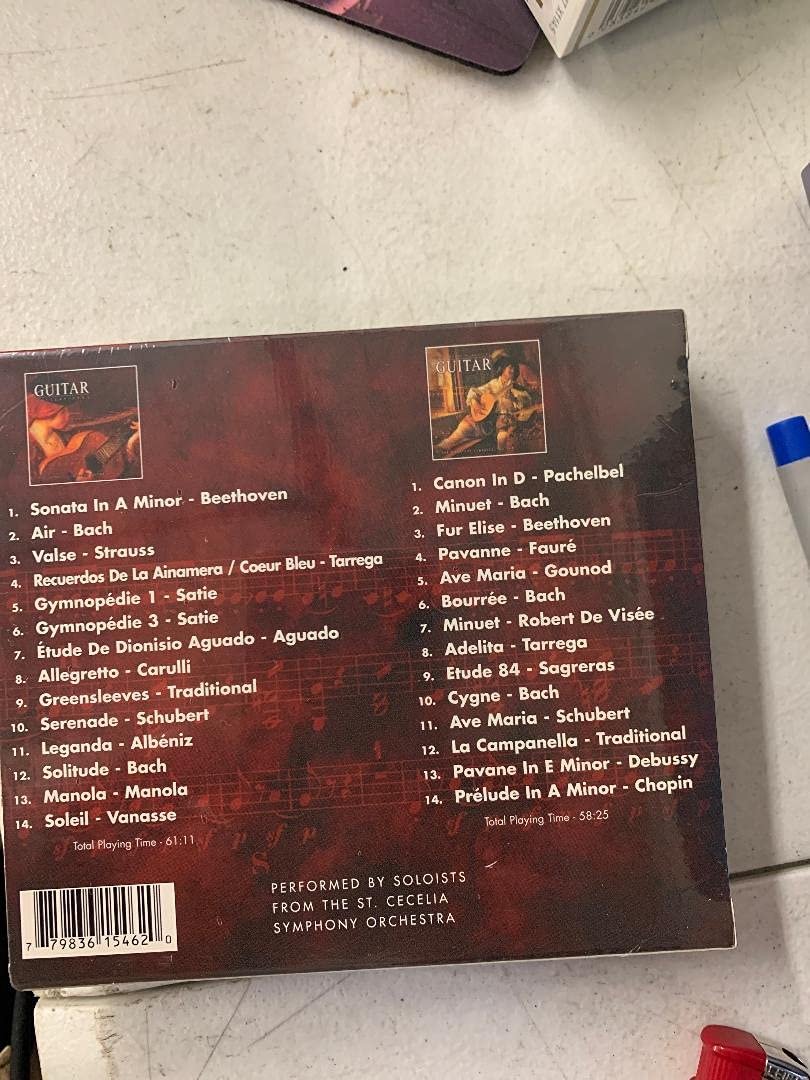 GUITAR
1. Sonata In A Minor - Beethoven
2. Air - Bach
3. Valse - Strauss
4. Recuerdos De La Ainamera / Coeur Bleu - Tarrega
5. Gymnopédie 1 - Satie
6. Gymnopédie 3 - Satie
7. Étude De Dionisio Aguado - Aguado
8. Allegretto - Carulli
9. Greensleeves - Traditional
10. Serenade - Schubert
11. Leganda - Albéniz
12. Solitude - Bach
13. Manola - Manola
14. Soleil - Vanasse
Total Playing Time - 61:11
GUITAR
1. Canon In D - Pachelbel
2. Minuet - Bach
3. Fur Elise - Beethoven
4. Pavanne - Fauré
5. Ave Maria - Gounod
6. Bourrée - Bach
7. Minuet - Robert De Visée
8. Adelita - Tarrega
9. Etude 84 - Sagreras
10. Cygne - Bach
11. Ave Maria - Schubert
12. La Campanella - Traditional
13. Pavane In E Minor - Debussy
14. Prélude In A Minor - Chopin
Total Playing Time - 58:25
PERFORMED BY SOLOISTS
FROM THE ST. CECELIA
SYMPHONY ORCHESTRA
7 79836 15462 0